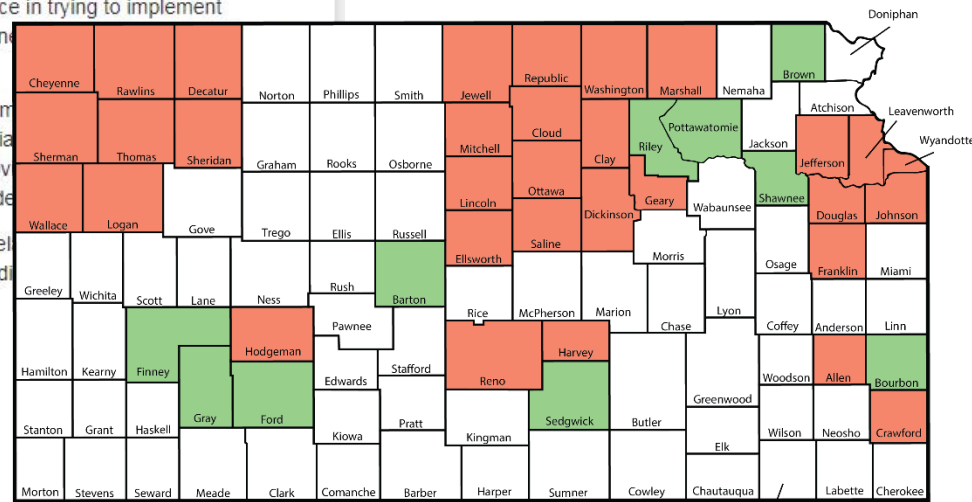 ce in trying to implement
Doniphan
Cheyenne Rawlins Decatur Norton Phillips Smith Jewell Republic Washington Marshall Nemaha Brown
Atchison
Leavenworth
Wyandotte
Sherman Thomas Sheridan Graham Rooks Osborne Mitchell Cloud Clay Riley Pottawatomie Jackson Jefferson
Wallace Logan Gove Trego Ellis Russell Lincoln Ottawa Dickinson Geary Wabaunsee Shawnee Douglas Johnson
Ellsworth Saline Morris Osage Franklin Miami
Greeley Wichita Scott Lane Ness Rush Barton Rice McPherson Marion Chase Lyon Coffey Anderson Linn
Hamilton Kearny Finney Hodgeman Pawnee Edwards Stafford Reno Harvey Woodson Allen Bourbon
Stanton Grant Haskell Gray Ford Kiowa Pratt Kingman Sedgwick Butler Greenwood Elk Wilson Neosho Crawford
Morton Stevens Seward Meade Clark Comanche Barber Harper Sumner Cowley Chautauqua Labette Cherokee